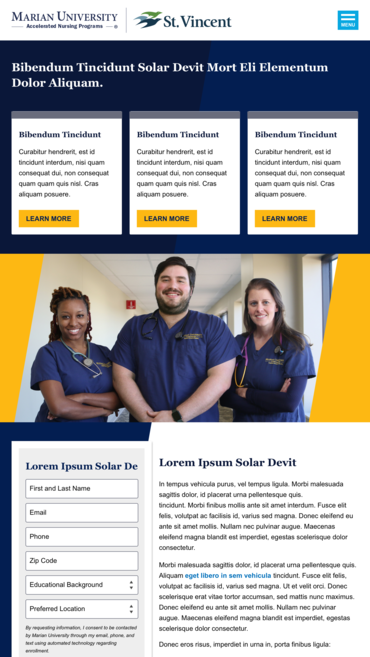 MARIAN UNIVERSITY
Accelerated Nursing Programs
St. Vincent
MENU
Bibendum Tincidunt Solar Devit Mort Eli Elementum
Dolor Aliquam.
Bibendum Tincidunt
Curabitur hendrerit, est id
tincidunt interdum, nisi quam
consequat dui, non consequat
quam quam quis nisl. Cras
aliquam posuere.
LEARN MORE
Bibendum Tincidunt
Curabitur hendrerit, est id
tincidunt interdum, nisi quam
consequat dui, non consequat
quam quam quis nisl. Cras
aliquam posuere.
LEARN MORE
Bibendum Tincidunt
Curabitur hendrerit, est id
tincidunt interdum, nisi quam
consequat dui, non consequat
quam quam quis nisl. Cras
aliquam posuere.
LEARN MORE
Lorem Ipsum Solar De
First and Last Name
Email
Phone
Zip Code
Educational Background
Preferred Location
By requesting information, I consent to be contacted
by Marian University through my email, phone, and
text using automated technology regarding
enrollment.
Lorem Ipsum Solar Devit
In tempus vehicula purus, vel tempus ligula. Morbi malesuada
sagittis dolor, id placerat urna pellentesque quis.
tincidunt. Morbi finibus mollis ante sit amet interdum. Fusce elit
felis, volutpat ac facilisis id, varius sed magna. Donec eleifend eu
ante sit amet mollis. Nullam nec pulvinar augue. Maecenas
eleifend magna blandit est imperdiet, egestas scelerisque dolor
consectetur.
Morbi malesuada sagittis dolor, id placerat urna pellentesque quis.
Aliquam eget libero in sem vehicula tincidunt. Fusce elit felis,
volutpat ac facilisis id, varius sed magna. Ut et velit orci. Donec
scelerisque erat vitae tortor accumsan, sed mattis nunc maximus.
Donec eleifend eu ante sit amet mollis. Nullam nec pulvinar
augue. Maecenas eleifend magna blandit est imperdiet, egestas
scelerisque dolor consectetur.
Donec eros risus, imperdiet in urna in, porta finibus ligula: